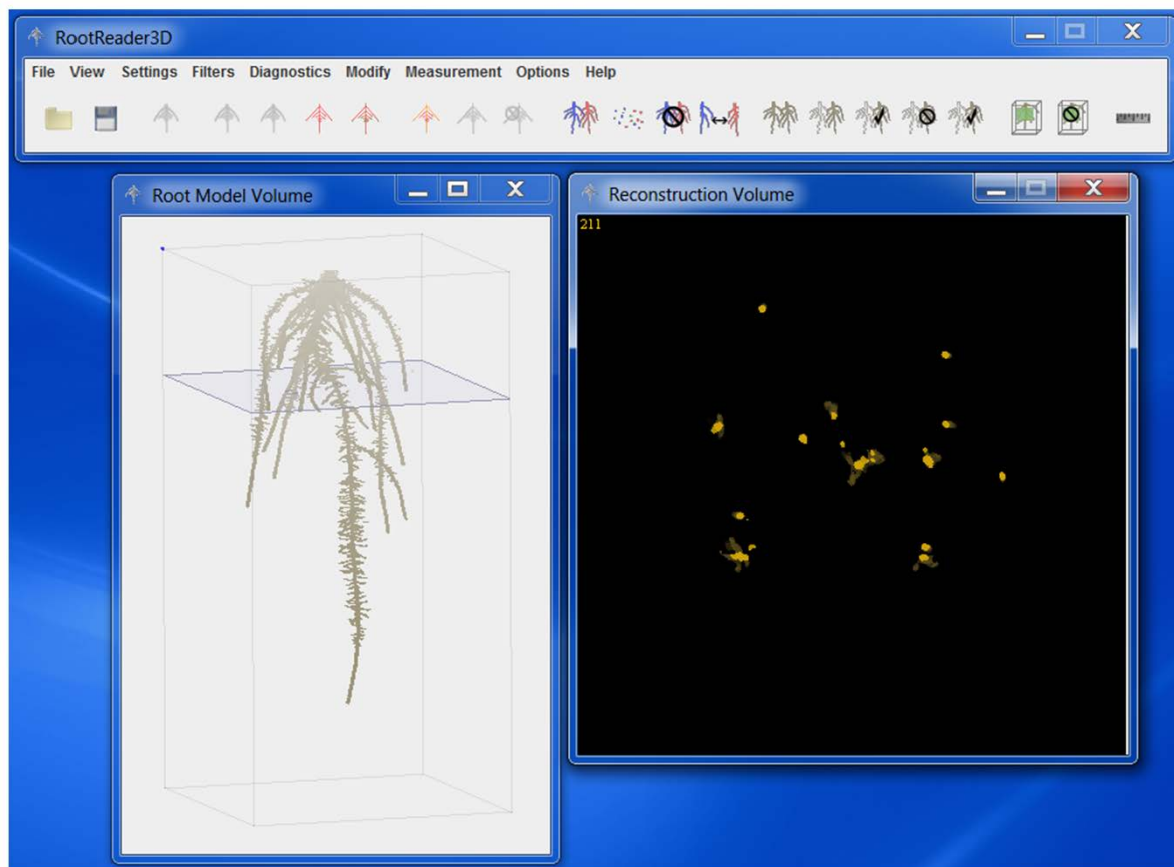 RootReader3D
File View Settings Filters Diagnostics Modify Measurement Options Help
Root Model Volume
Reconstruction Volume
211